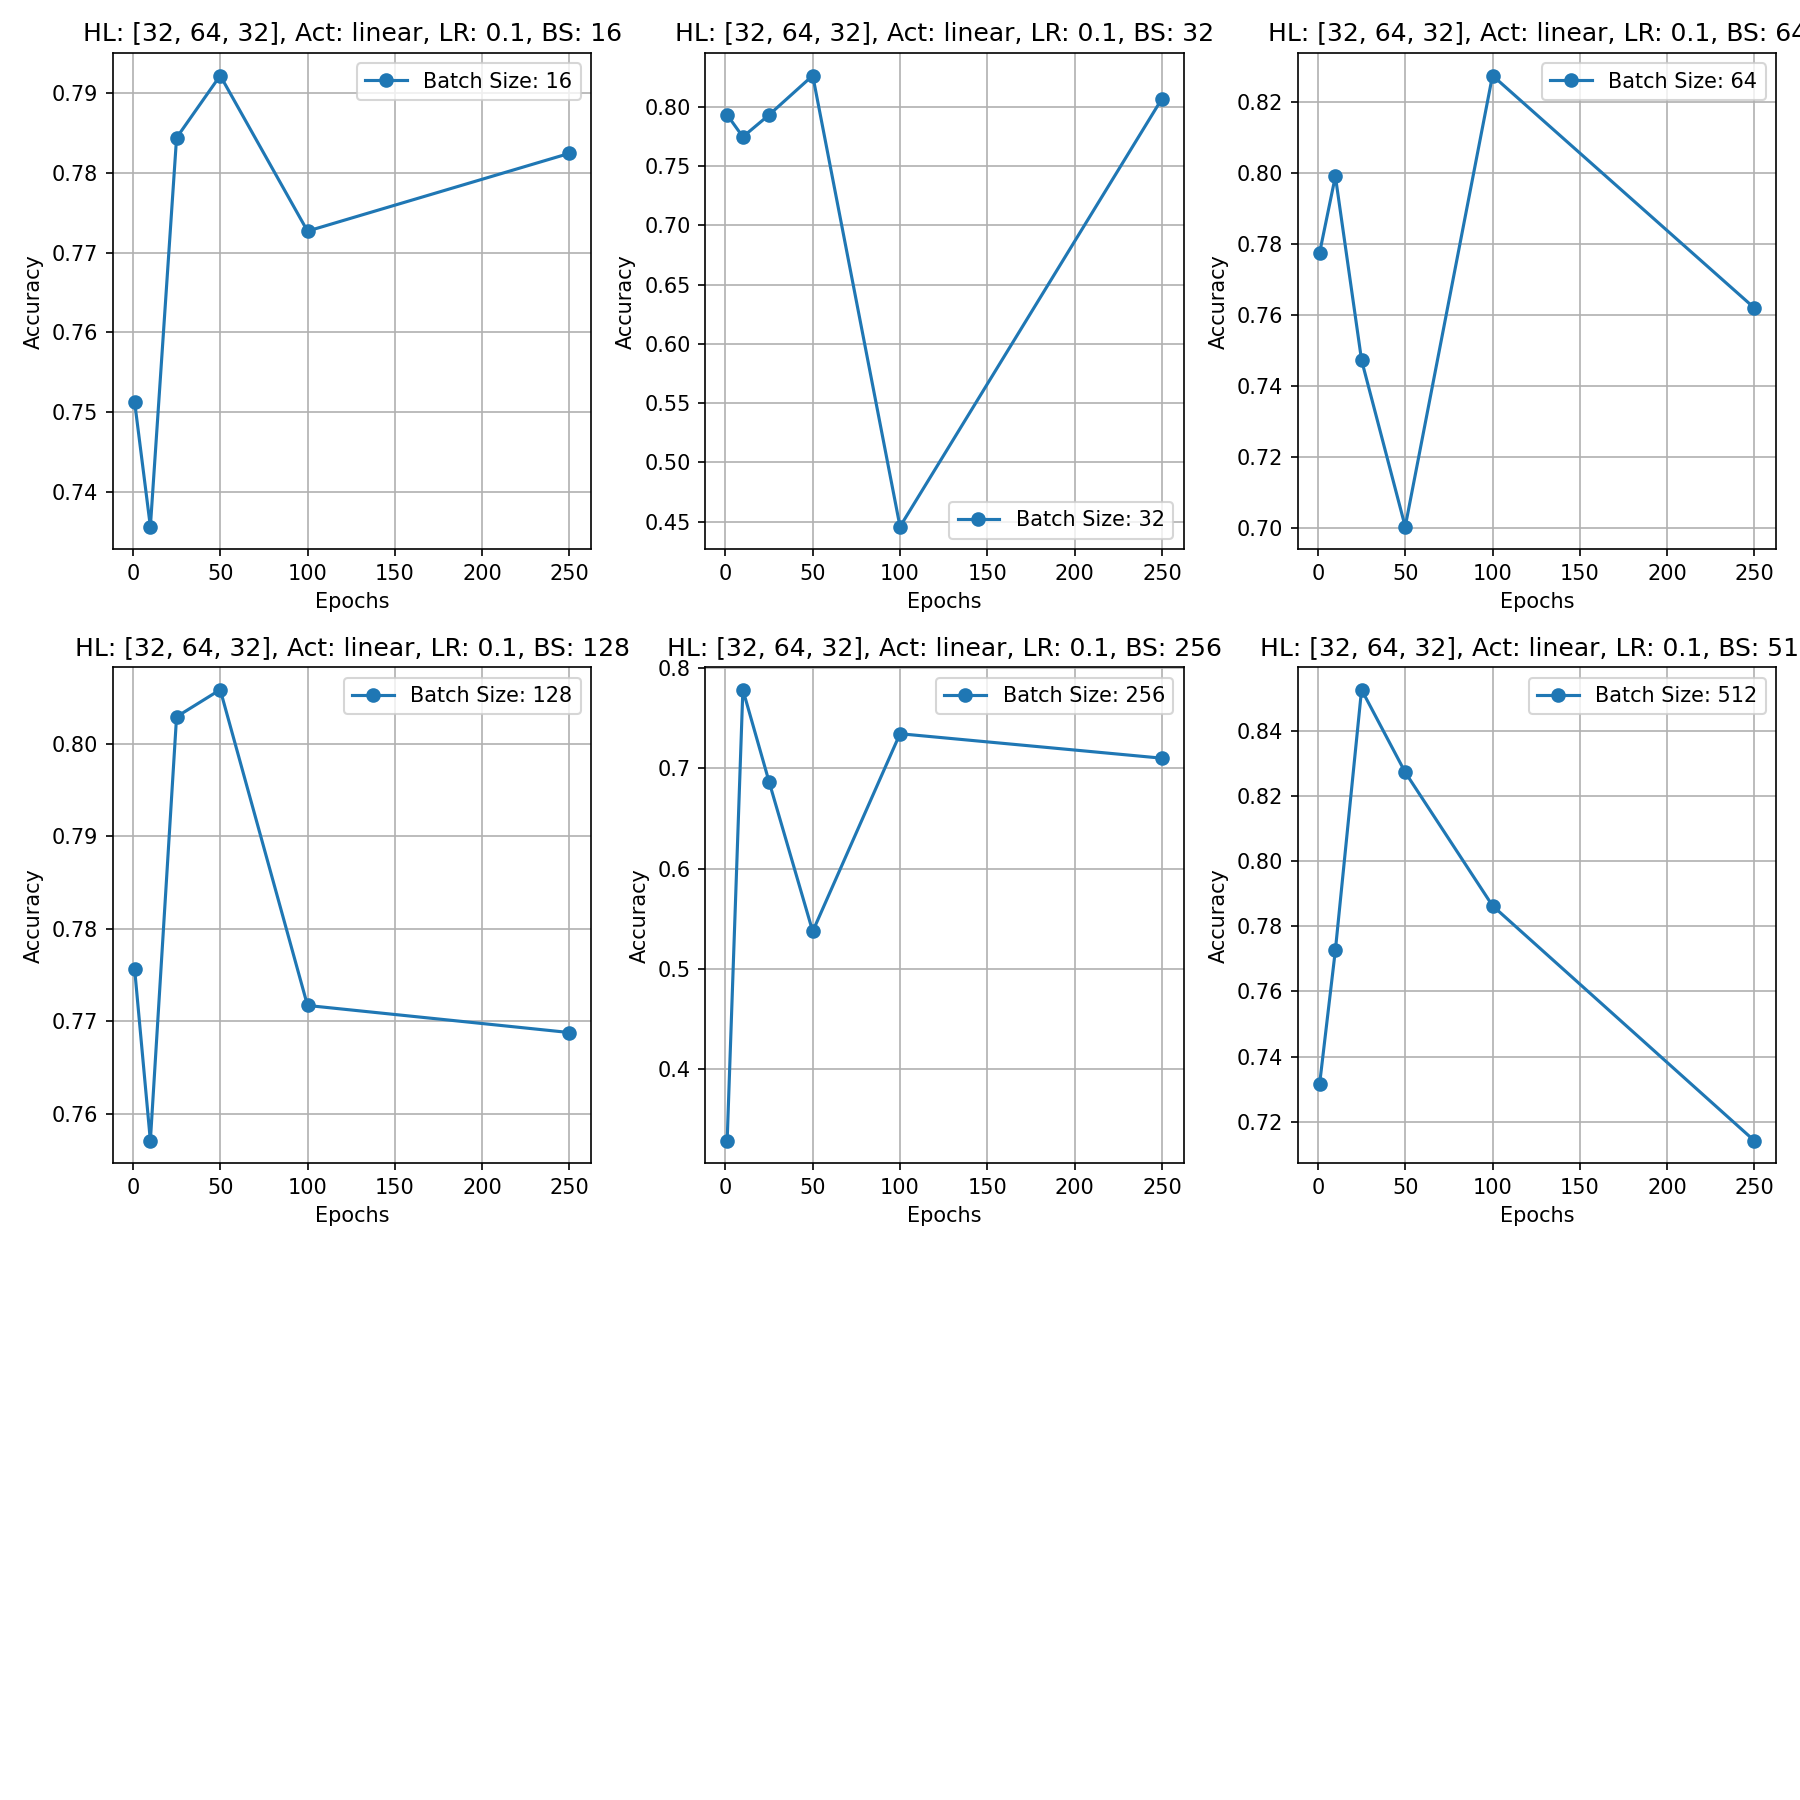 HL: [32, 64, 32], Act: linear, LR: 0.1, BS: 16
Batch Size: 16
Accuracy
0.79
0.78
0.77
0.76
0.75
0.74
0 50 100 150 200 250
Epochs
HL: [32, 64, 32], Act: linear, LR: 0.1, BS: 32
Accuracy
0.80
0.75
0.70
0.65
0.60
0.55
0.50
0.45
Batch Size: 32
0 50 100 150 200 250
Epochs
HL: [32, 64, 32], Act: linear, LR: 0.1, BS: 64
Batch Size: 64
Accuracy
0.82
0.80
0.78
0.76
0.74
0.72
0.70
0 50 100 150 200 250
Epochs
HL: [32, 64, 32], Act: linear, LR: 0.1, BS: 128
Batch Size: 128
Accuracy
0.80
0.79
0.78
0.77
0.76
0 50 100 150 200 250
Epochs
HL: [32, 64, 32], Act: linear, LR: 0.1, BS: 256
Batch Size: 256
Accuracy
0.8
0.7
0.6
0.5
0.4
0 50 100 150 200 250
Epochs
HL: [32, 64, 32], Act: linear, LR: 0.1, BS: 51
Batch Size: 512
Accuracy
0.84
0.82
0.80
0.78
0.76
0.74
0.72
0 50 100 150 200 250
Epochs